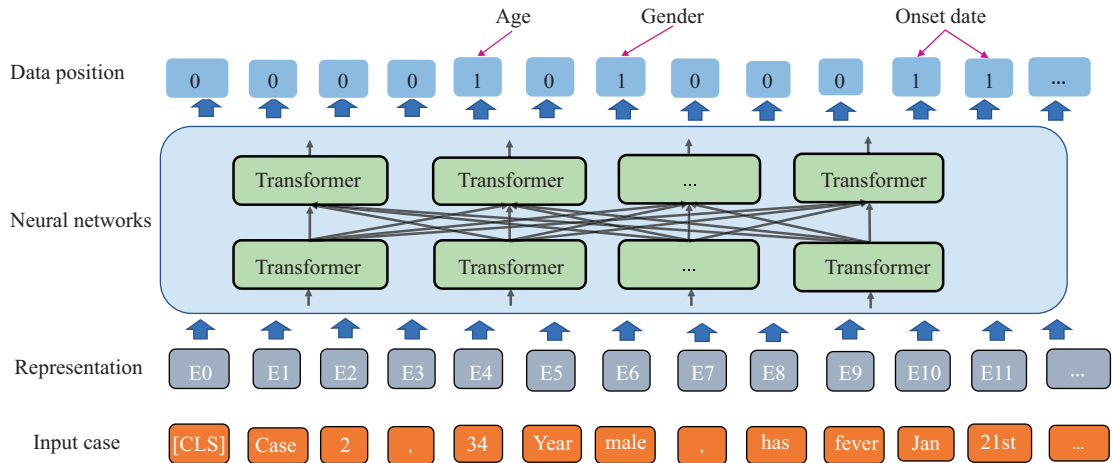 Age Gender Onset date
Data position 0 0 0 0 1 0 1 0 0 0 1 1 ...
Transformer Transformer ... Transformer
Neural networks
Transformer Transformer ... Transformer
Representation E0 E1 E2 E3 E4 E5 E6 E7 E8 E9 E10 E11 ...
Input case [CLS] Case 2 , 34 Year male , has fever Jan 21st ...